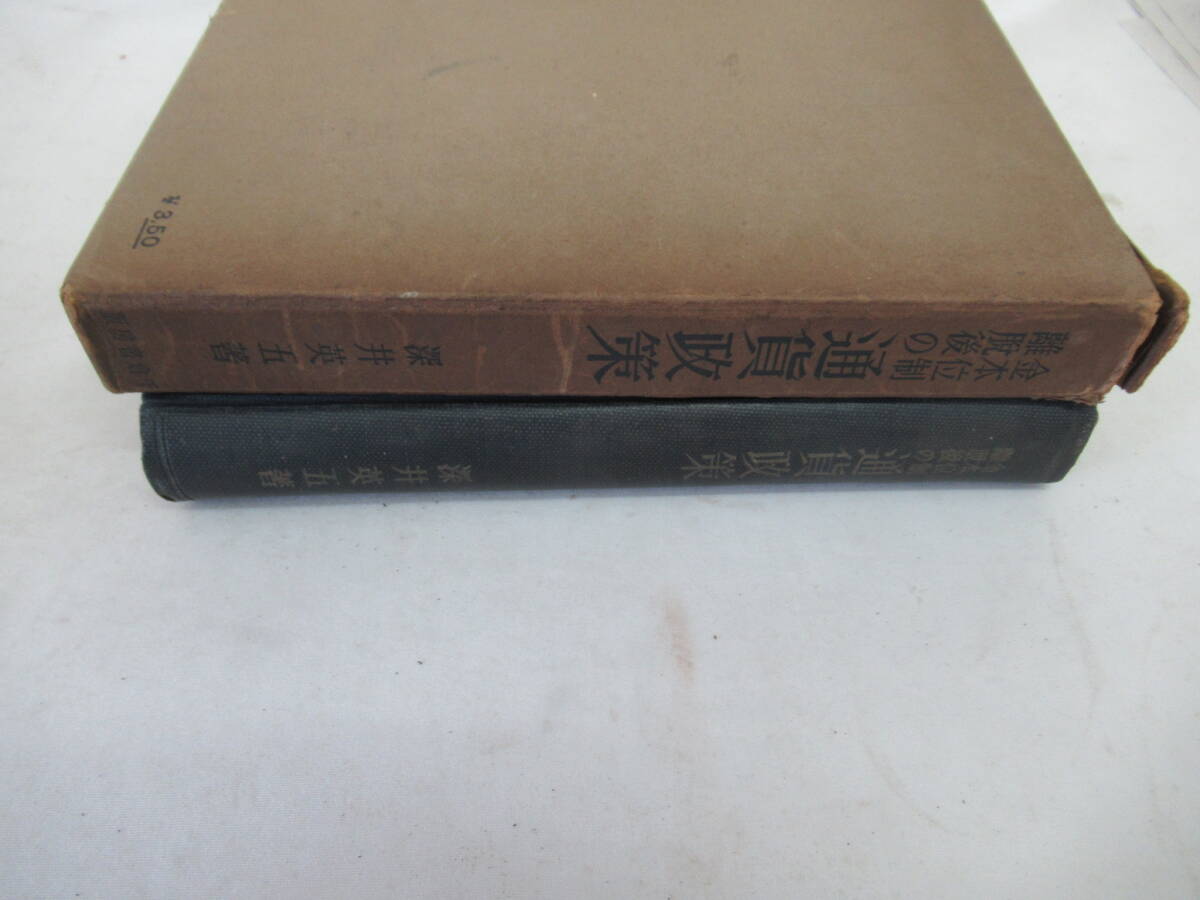 ¥3.50
金本位制
離脱後の
通貨政策
深井英五著
金本位制
離脱後の
通貨政策
深井英五著